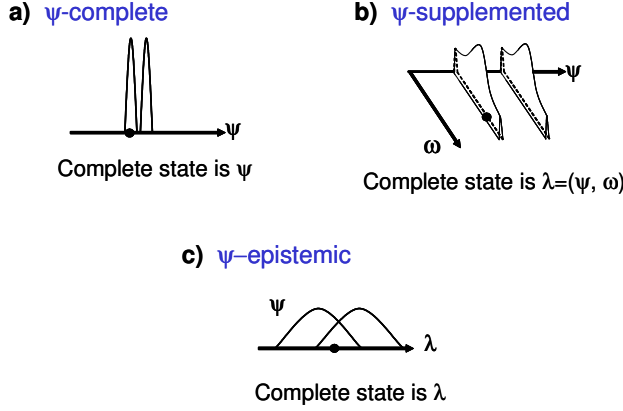 a) ψ-complete
ψ
Complete state is ψ
b) ψ-supplemented
ψ
ω
Complete state is λ=(ψ, ω)
c) ψ–epistemic
ψ
λ
Complete state is λ